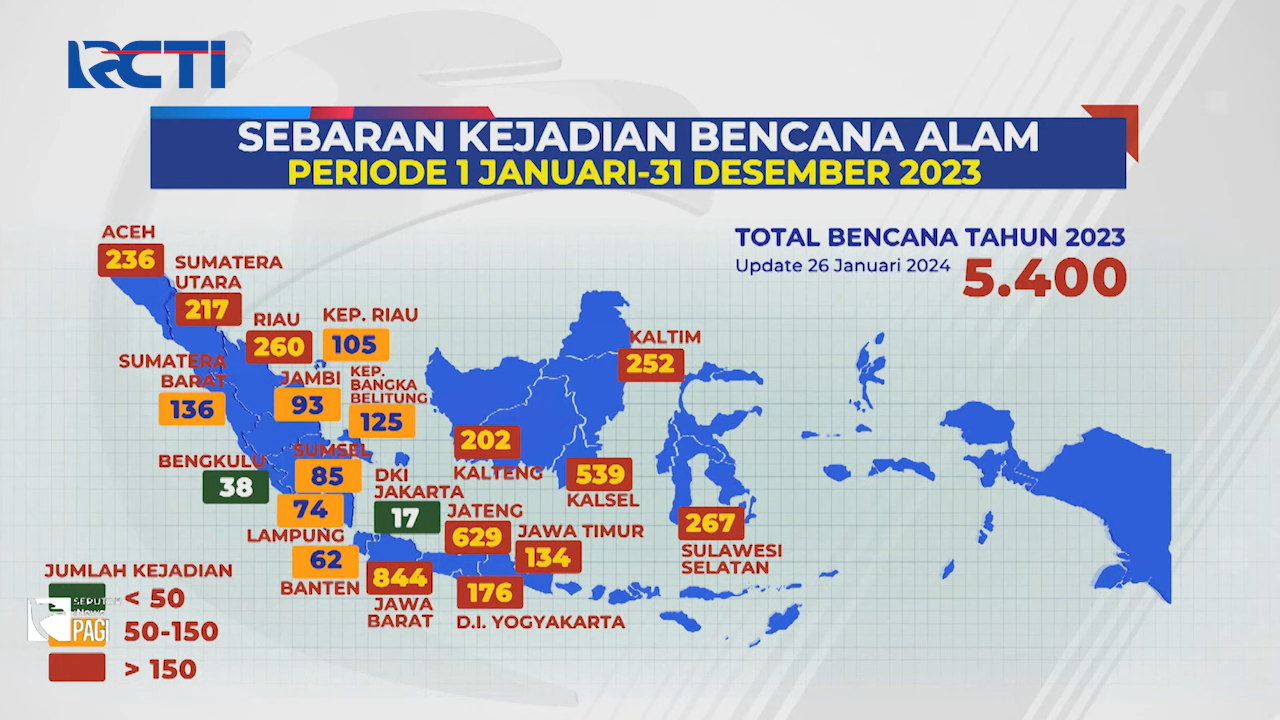 RCTI
SEBARAN KEJADIAN BENCANA ALAM
PERIODE 1 JANUARI-31 DESEMBER 2023
TOTAL BENCANA TAHUN 2023
Update 26 Januari 2024
5.400
ACEH
236
SUMATERA
UTARA
217
RIAU
260
KEP. RIAU
105
SUMATERA
BARAT
136
JAMBI
93
KEP.
BANGKA
BELITUNG
125
KALTIM
252
BENGKULU
38
SUMSEL
85
DKI
JAKARTA
17
202
KALTENG
539
KALSEL
74
LAMPUNG
JATENG
629
JAWA TIMUR
134
267
SULAWESI
SELATAN
62
BANTEN
844
JAWA
BARAT
176
D.I. YOGYAKARTA
JUMLAH KEJADIAN
< 50
50-150
> 150
SEPUTAR
iNews
PAGI